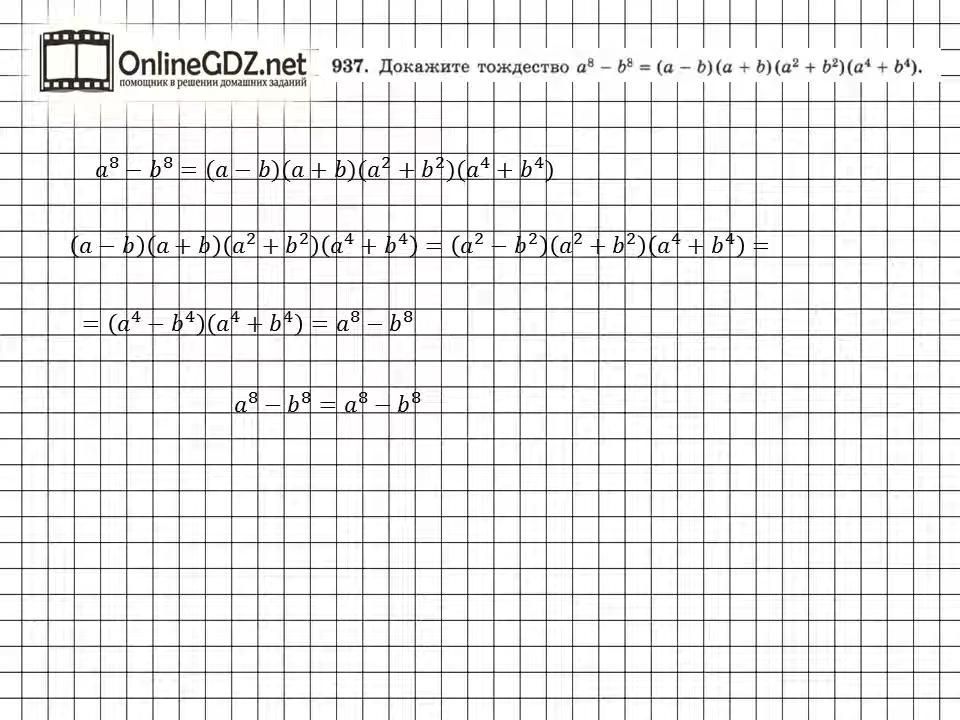 OnlineGDZ.net
помощник в решении домашних заданий
937. Докажите тождество a⁸ − b⁸ = (a − b)(a + b)(a² + b²)(a⁴ + b⁴).
a⁸ − b⁸ = (a − b)(a + b)(a² + b²)(a⁴ + b⁴)
(a − b)(a + b)(a² + b²)(a⁴ + b⁴) = (a² − b²)(a² + b²)(a⁴ + b⁴) =
= (a⁴ − b⁴)(a⁴ + b⁴) = a⁸ − b⁸
a⁸ − b⁸ = a⁸ − b⁸